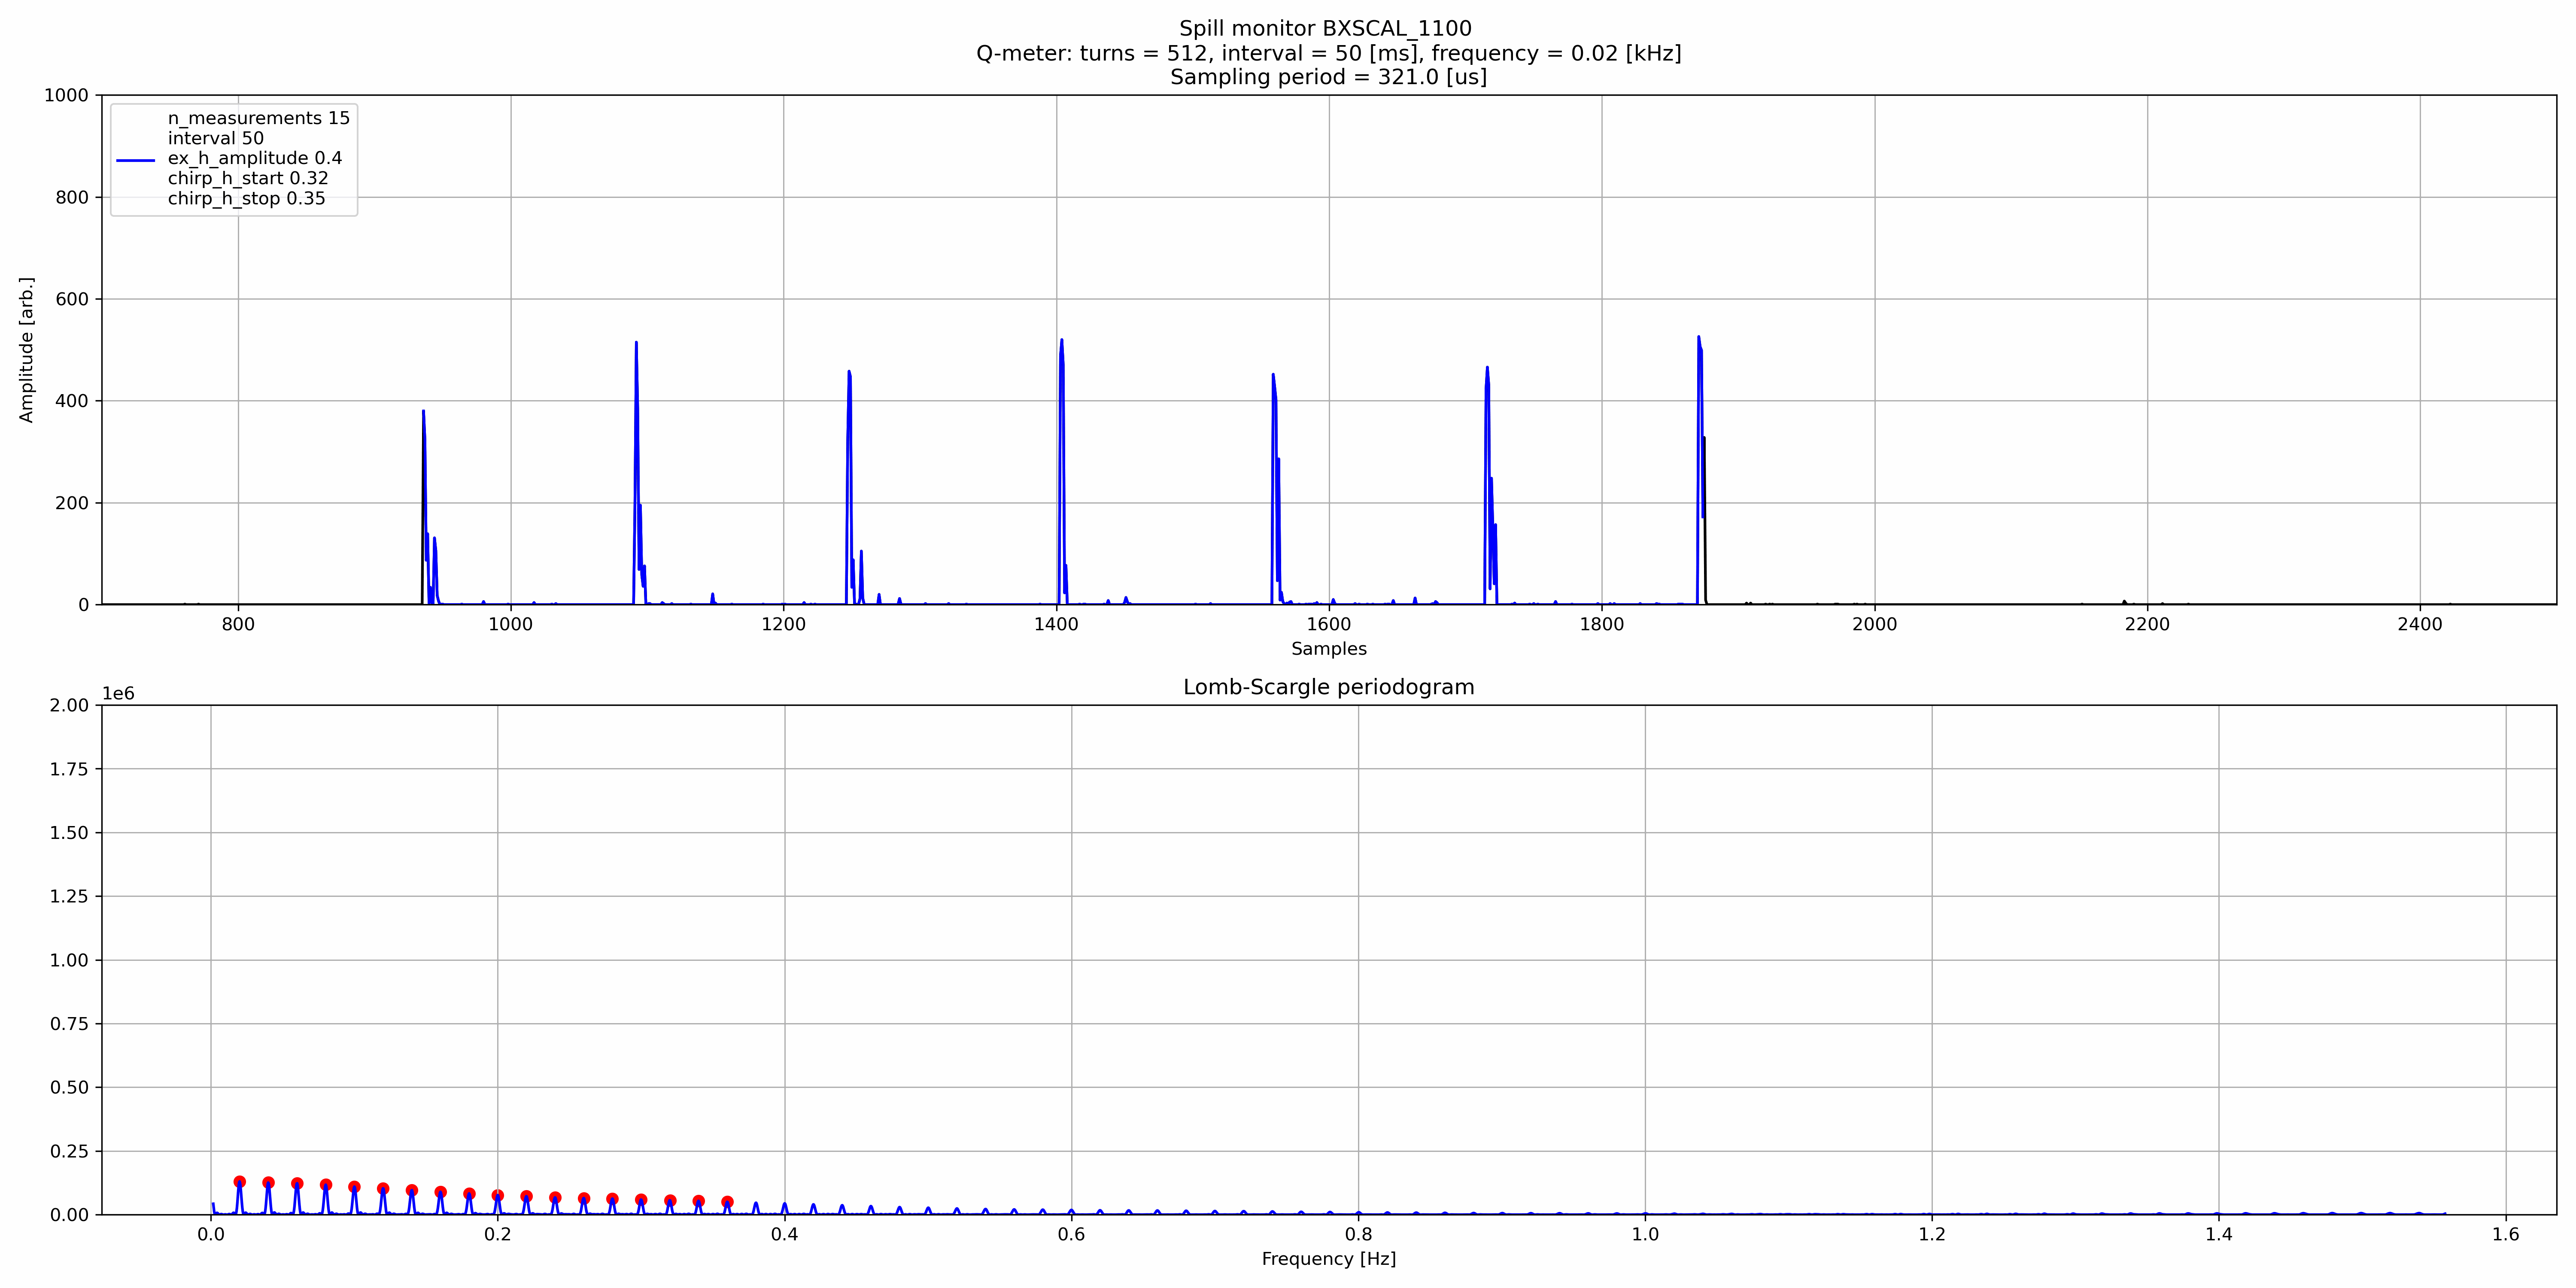 Spill monitor BXSCAL_1100
Q-meter: turns = 512, interval = 50 [ms], frequency = 0.02 [kHz]
Sampling period = 321.0 [us]
1000
800
600
400
200
0
Amplitude [arb.]
n_measurements 15
interval 50
ex_h_amplitude 0.4
chirp_h_start 0.32
chirp_h_stop 0.35
800 1000 1200 1400 1600 1800 2000 2200 2400
Samples
Lomb-Scargle periodogram
1e6
2.00
1.75
1.50
1.25
1.00
0.75
0.50
0.25
0.00
0.0 0.2 0.4 0.6 0.8 1.0 1.2 1.4 1.6
Frequency [Hz]